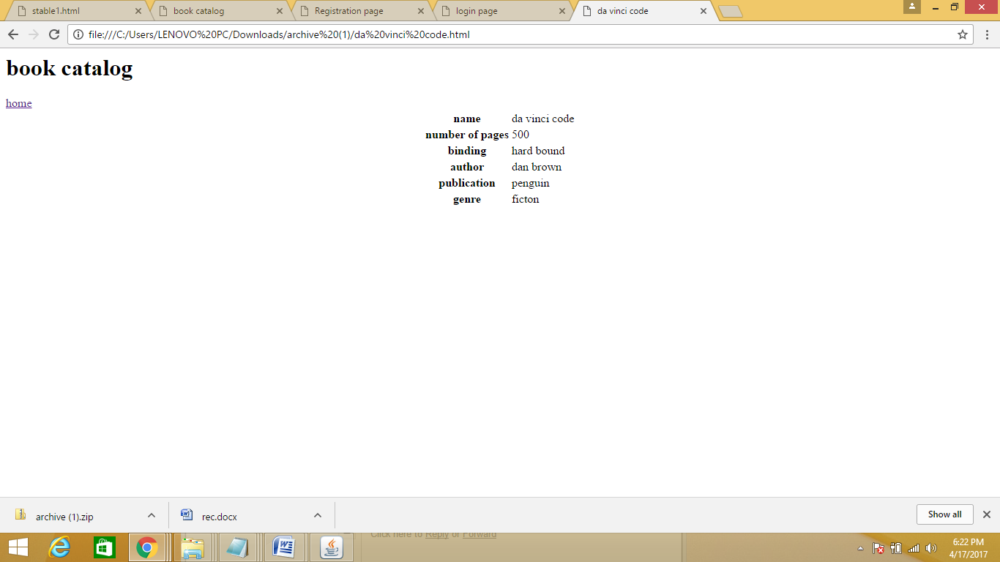 stable1.html
book catalog
Registration page
login page
da vinci code
file:///C:/Users/LENOVO%20PC/Downloads/archive%20(1)/da%20vinci%20code.html
book catalog
home
name da vinci code
number of pages 500
binding hard bound
author dan brown
publication penguin
genre ficton
archive (1).zip
rec.docx
Show all
Click here to Reply or Forward
6:22 PM
4/17/2017